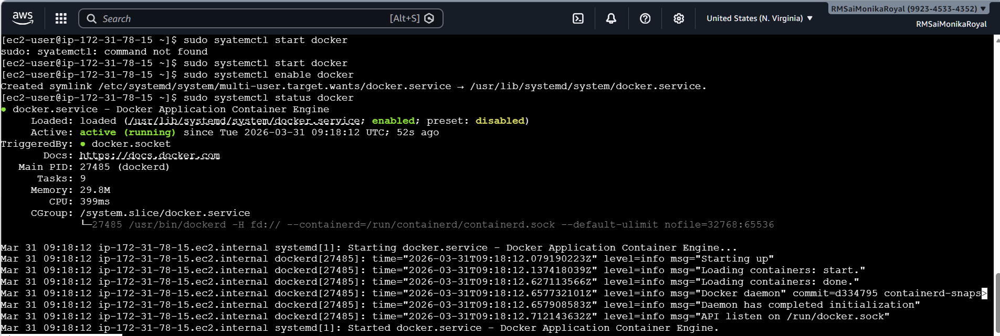 aws
Search [Alt+S]
United States (N. Virginia) ▼
RMSaiMonikaRoyal (9923-4533-4352) ▼
RMSaiMonikaRoyal
[ec2-user@ip-172-31-78-15 ~]$ sudo syatemctl start docker
sudo: syatemctl: command not found
[ec2-user@ip-172-31-78-15 ~]$ sudo systemctl start docker
[ec2-user@ip-172-31-78-15 ~]$ sudo systemctl enable docker
Created symlink /etc/systemd/system/multi-user.target.wants/docker.service → /usr/lib/systemd/system/docker.service.
[ec2-user@ip-172-31-78-15 ~]$ sudo systemctl status docker
● docker.service - Docker Application Container Engine
     Loaded: loaded (/usr/lib/systemd/system/docker.service; enabled; preset: disabled)
     Active: active (running) since Tue 2026-03-31 09:18:12 UTC; 52s ago
TriggeredBy: ● docker.socket
       Docs: https://docs.docker.com
   Main PID: 27485 (dockerd)
      Tasks: 9
     Memory: 29.8M
        CPU: 399ms
     CGroup: /system.slice/docker.service
             └─27485 /usr/bin/dockerd -H fd:// --containerd=/run/containerd/containerd.sock --default-ulimit nofile=32768:65536
Mar 31 09:18:12 ip-172-31-78-15.ec2.internal systemd[1]: Starting docker.service - Docker Application Container Engine...
Mar 31 09:18:12 ip-172-31-78-15.ec2.internal dockerd[27485]: time="2026-03-31T09:18:12.079190223Z" level=info msg="Starting up"
Mar 31 09:18:12 ip-172-31-78-15.ec2.internal dockerd[27485]: time="2026-03-31T09:18:12.137418039Z" level=info msg="Loading containers: start."
Mar 31 09:18:12 ip-172-31-78-15.ec2.internal dockerd[27485]: time="2026-03-31T09:18:12.627113566Z" level=info msg="Loading containers: done."
Mar 31 09:18:12 ip-172-31-78-15.ec2.internal dockerd[27485]: time="2026-03-31T09:18:12.657732101Z" level=info msg="Docker daemon" commit=d334795 containerd-snaps>
Mar 31 09:18:12 ip-172-31-78-15.ec2.internal dockerd[27485]: time="2026-03-31T09:18:12.657908583Z" level=info msg="Daemon has completed initialization"
Mar 31 09:18:12 ip-172-31-78-15.ec2.internal dockerd[27485]: time="2026-03-31T09:18:12.712143632Z" level=info msg="API listen on /run/docker.sock"
Mar 31 09:18:12 ip-172-31-78-15.ec2.internal systemd[1]: Started docker.service - Docker Application Container Engine.